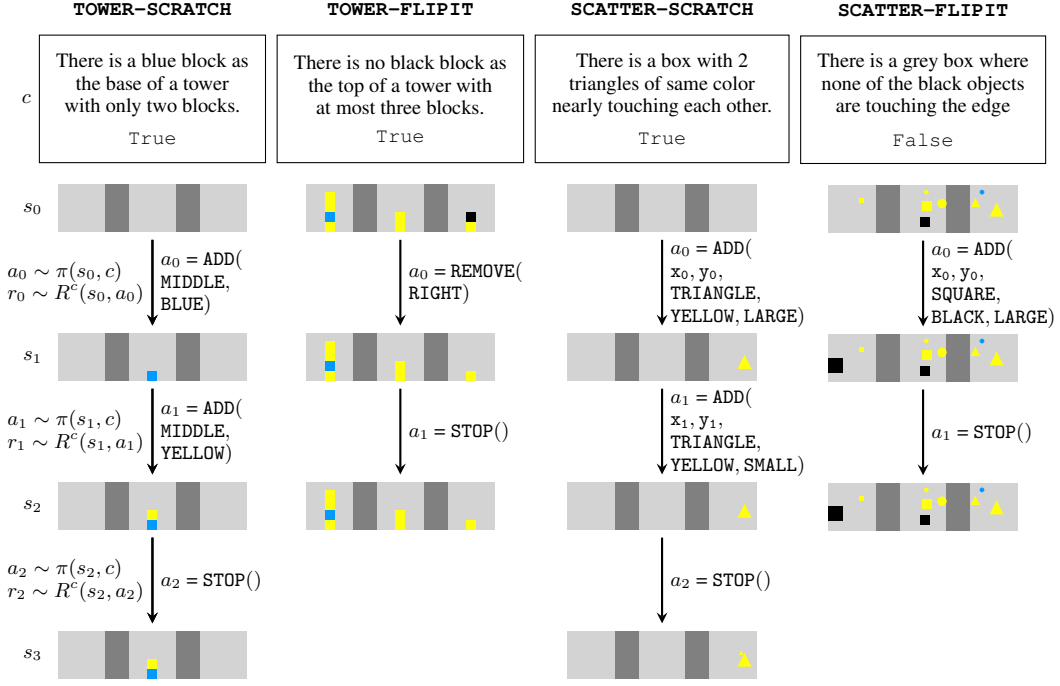 TOWER-SCRATCH
TOWER-FLIPIT
SCATTER-SCRATCH
SCATTER-FLIPIT
c
There is a blue block as
the base of a tower
with only two blocks.
True
There is no black block as
the top of a tower with
at most three blocks.
True
There is a box with 2
triangles of same color
nearly touching each other.
True
There is a grey box where
none of the black objects
are touching the edge
False
s₀
a₀ ∼ π(s₀, c)
r₀ ∼ Rᶜ(s₀, a₀)
a₀ = ADD(
MIDDLE,
BLUE)
a₀ = REMOVE(
RIGHT)
a₀ = ADD(
x₀, y₀,
TRIANGLE,
YELLOW, LARGE)
a₀ = ADD(
x₀, y₀,
SQUARE,
BLACK, LARGE)
s₁
a₁ ∼ π(s₁, c)
r₁ ∼ Rᶜ(s₁, a₁)
a₁ = ADD(
MIDDLE,
YELLOW)
a₁ = STOP()
a₁ = ADD(
x₁, y₁,
TRIANGLE,
YELLOW, SMALL)
a₁ = STOP()
s₂
a₂ ∼ π(s₂, c)
r₂ ∼ Rᶜ(s₂, a₂)
a₂ = STOP()
a₂ = STOP()
s₃